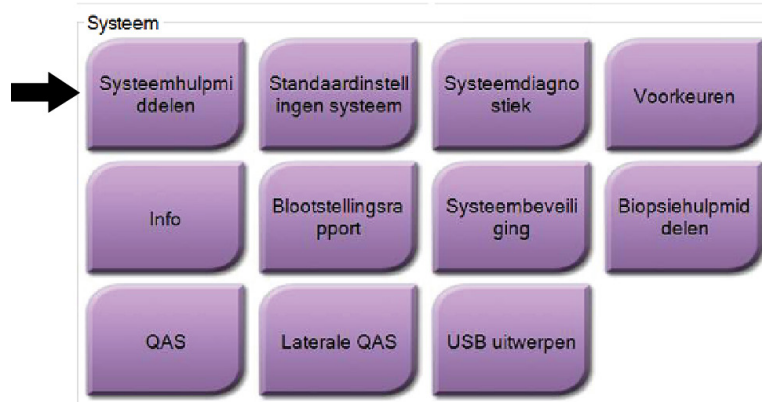 Systeem
Systeemhulpmi
ddelen
Standaardinstell
ingen systeem
Systeemdiagno
stiek
Voorkeuren
Info
Blootstellingsra
pport
Systeembeveili
ging
Biopsiehulpmid
delen
QAS
Laterale QAS
USB uitwerpen